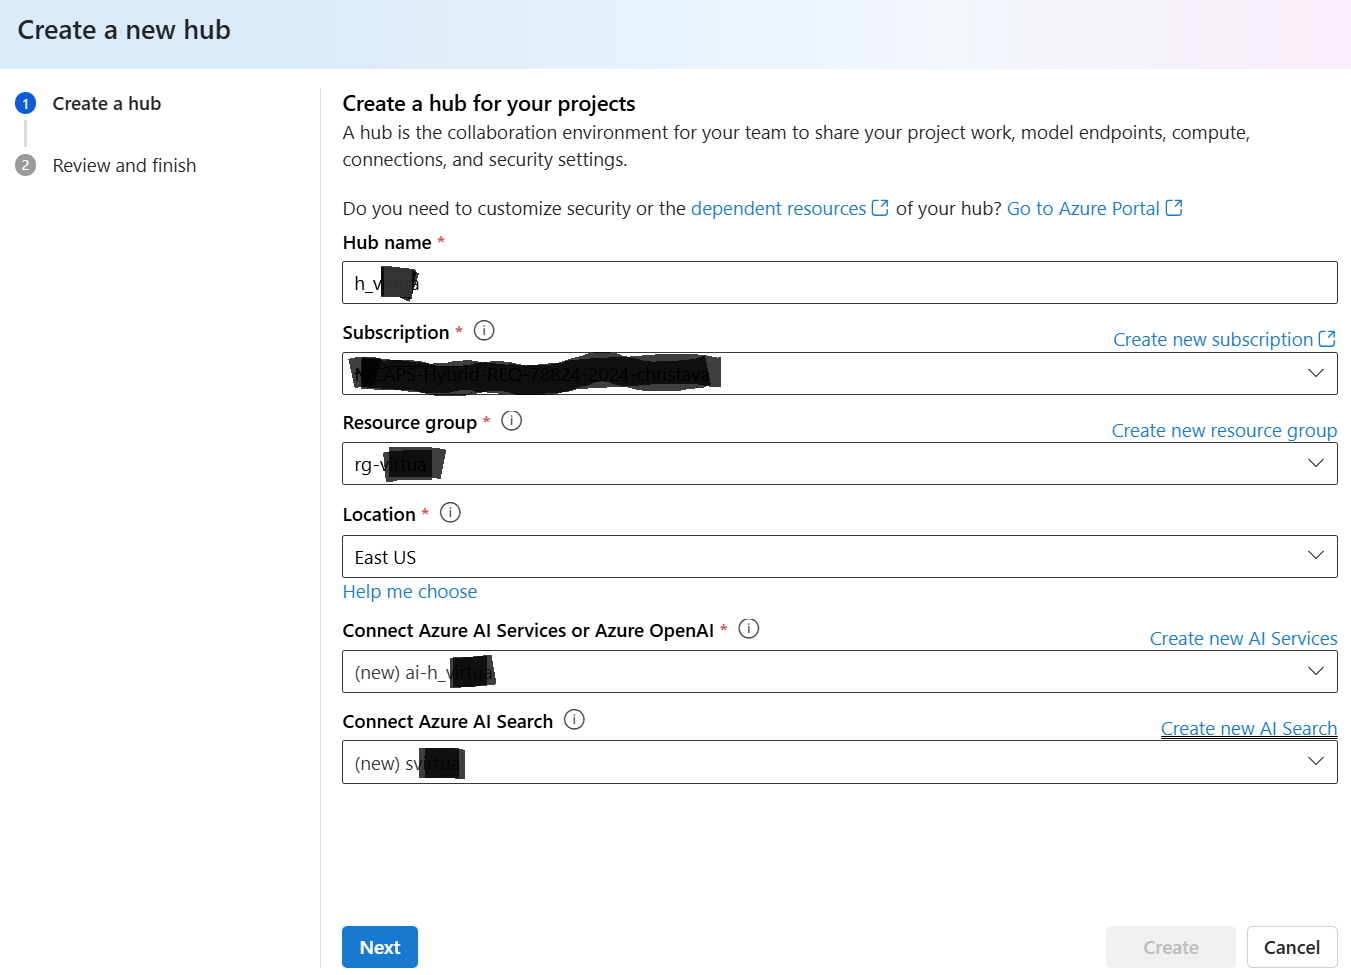 Create a new hub
1 Create a hub
2 Review and finish
Create a hub for your projects
A hub is the collaboration environment for your team to share your project work, model endpoints, compute,
connections, and security settings.
Do you need to customize security or the dependent resources of your hub? Go to Azure Portal
Hub name *
h_v
Subscription *
Create new subscription
Resource group *
Create new resource group
rg-
Location *
East US
Help me choose
Connect Azure AI Services or Azure OpenAI *
Create new AI Services
(new) ai-h_
Connect Azure AI Search
Create new AI Search
(new) sv
Next
Create
Cancel